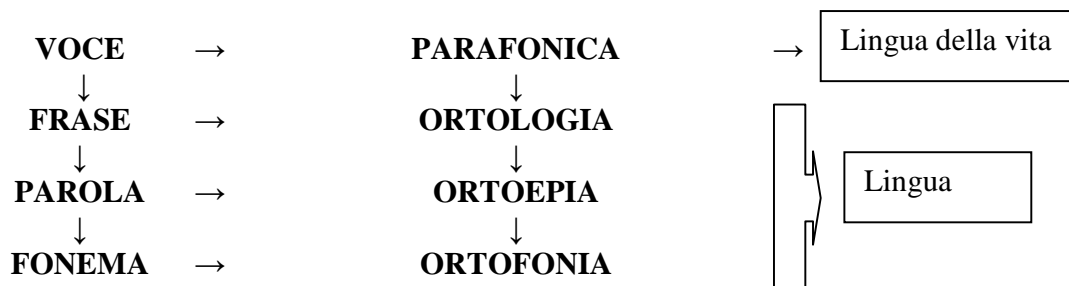 VOCE → PARAFONICA → Lingua della vita
↓ ↓
FRASE → ORTOLOGIA
↓ ↓
PAROLA → ORTOEPIA Lingua
↓ ↓
FONEMA → ORTOFONIA